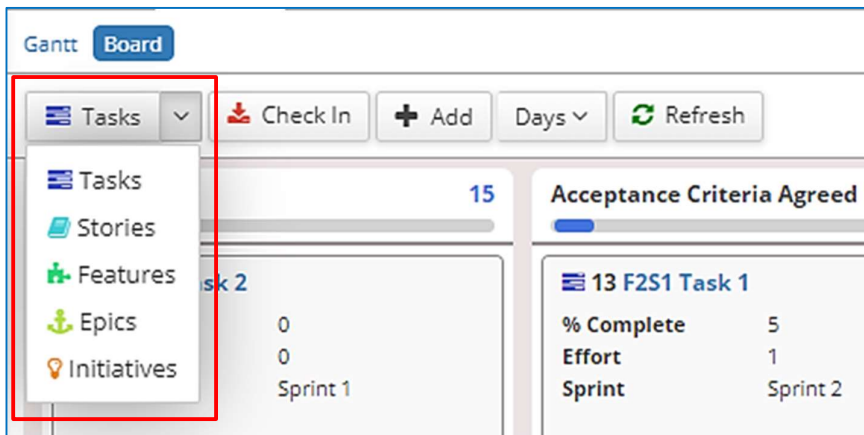 Gantt Board
Tasks Check In Add Days Refresh
Tasks
Stories
Features
Epics
Initiatives
15
2
0
0
Sprint 1
Acceptance Criteria Agreed
13 F2S1 Task 1
% Complete 5
Effort 1
Sprint Sprint 2